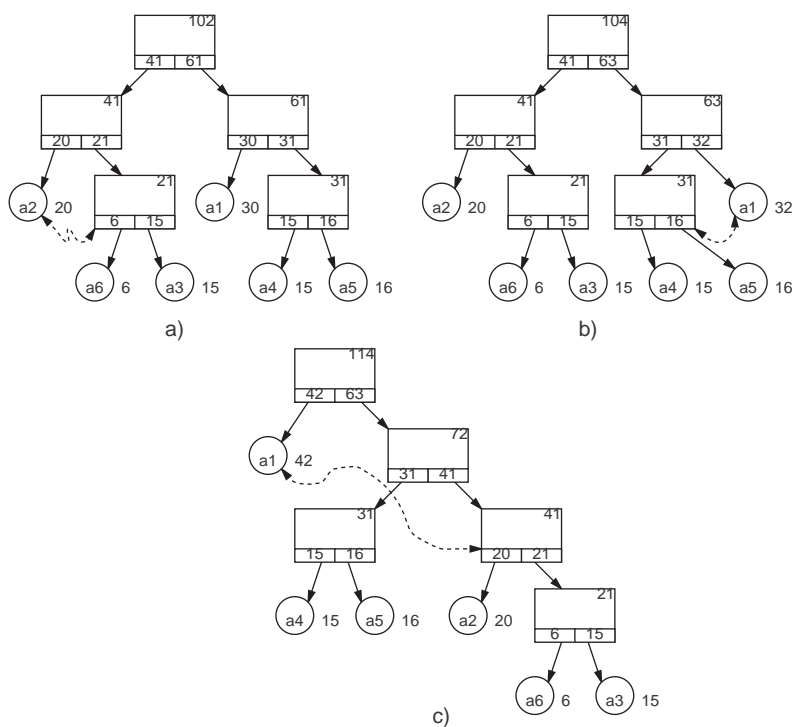 102
41 61
41
20 21
61
30 31
a2 20
21
6 15
a1 30
31
15 16
a6 6
a3 15
a4 15
a5 16
a)
104
41 63
41
20 21
63
31 32
a2 20
21
6 15
31
15 16
a1 32
a6 6
a3 15
a4 15
a5 16
b)
114
42 63
a1 42
72
31 41
31
15 16
41
20 21
a4 15
a5 16
a2 20
21
6 15
a6 6
a3 15
c)